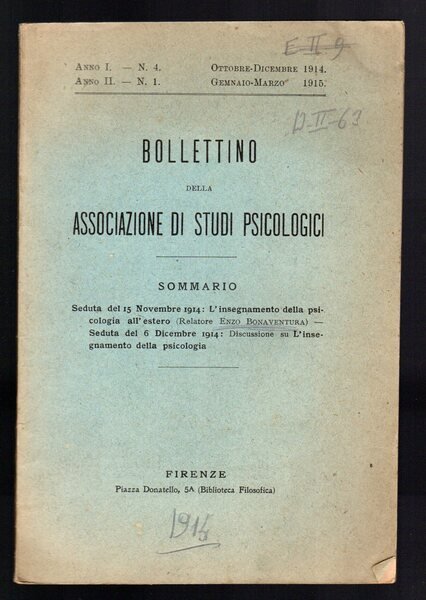 E II 9
ANNO I. — N. 4. OTTOBRE-DICEMBRE 1914.
ANNO II. — N. 1. GENNAIO-MARZO 1915.
D-II-63
BOLLETTINO
DELLA
ASSOCIAZIONE DI STUDI PSICOLOGICI
SOMMARIO
Seduta del 15 Novembre 1914: L'insegnamento della psi-
cologia all'estero (Relatore ENZO BONAVENTURA) —
Seduta del 6 Dicembre 1914: Discussione su L'inse-
gnamento della psicologia
FIRENZE
Piazza Donatello, 5A (Biblioteca Filosofica)
1914